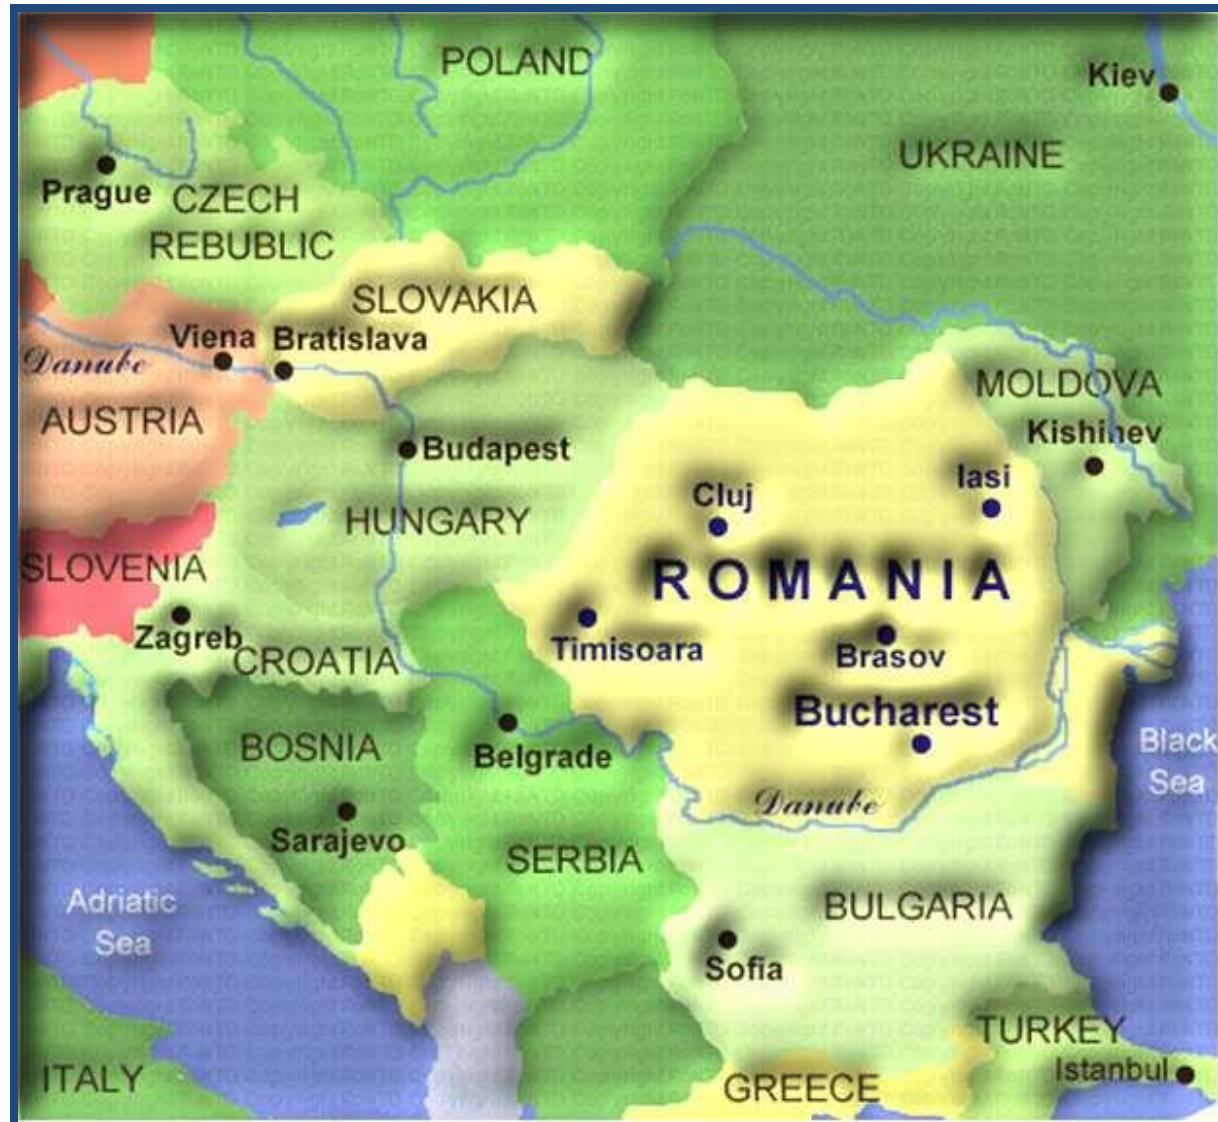 POLAND
Kiev
UKRAINE
Prague
CZECH
REBUBLIC
SLOVAKIA
Viena
Bratislava
Danube
AUSTRIA
MOLDOVA
Kishinev
Budapest
Iasi
Cluj
HUNGARY
SLOVENIA
ROMANIA
Timisoara
Zagreb
Brasov
CROATIA
Bucharest
BOSNIA
Belgrade
Black
Sea
Danube
Sarajevo
SERBIA
Adriatic
Sea
BULGARIA
Sofia
TURKEY
Istanbul
ITALY
GREECE